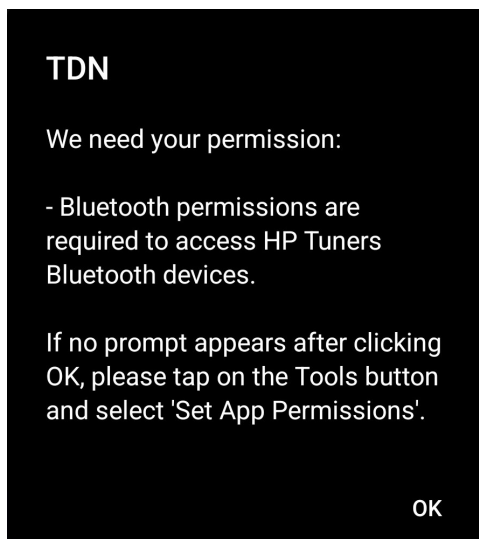 TDN
We need your permission:
- Bluetooth permissions are
required to access HP Tuners
Bluetooth devices.
If no prompt appears after clicking
OK, please tap on the Tools button
and select 'Set App Permissions'.
OK